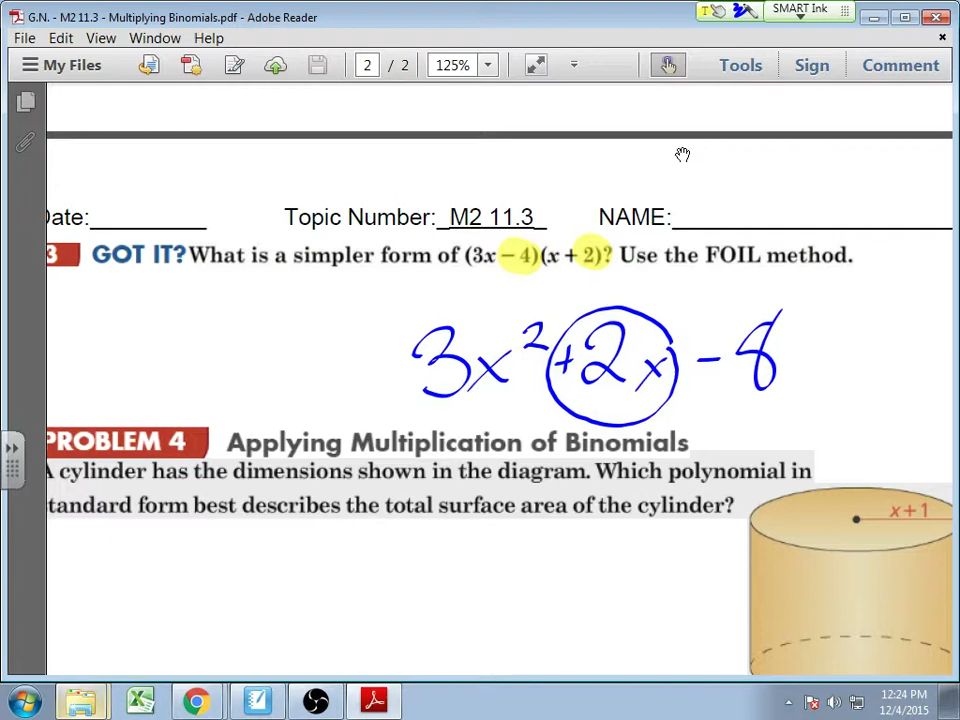 G.N. - M2 11.3 - Multiplying Binomials.pdf - Adobe Reader
T
SMART Ink
File Edit View Window Help
My Files
2 / 2
125%
Tools Sign Comment
Date:________ Topic Number:_M2 11.3_ NAME:____________________
3 GOT IT? What is a simpler form of (3x – 4)(x + 2)? Use the FOIL method.
3x² +2x - 8
PROBLEM 4 Applying Multiplication of Binomials
A cylinder has the dimensions shown in the diagram. Which polynomial in
standard form best describes the total surface area of the cylinder?
x + 1
12:24 PM
12/4/2015